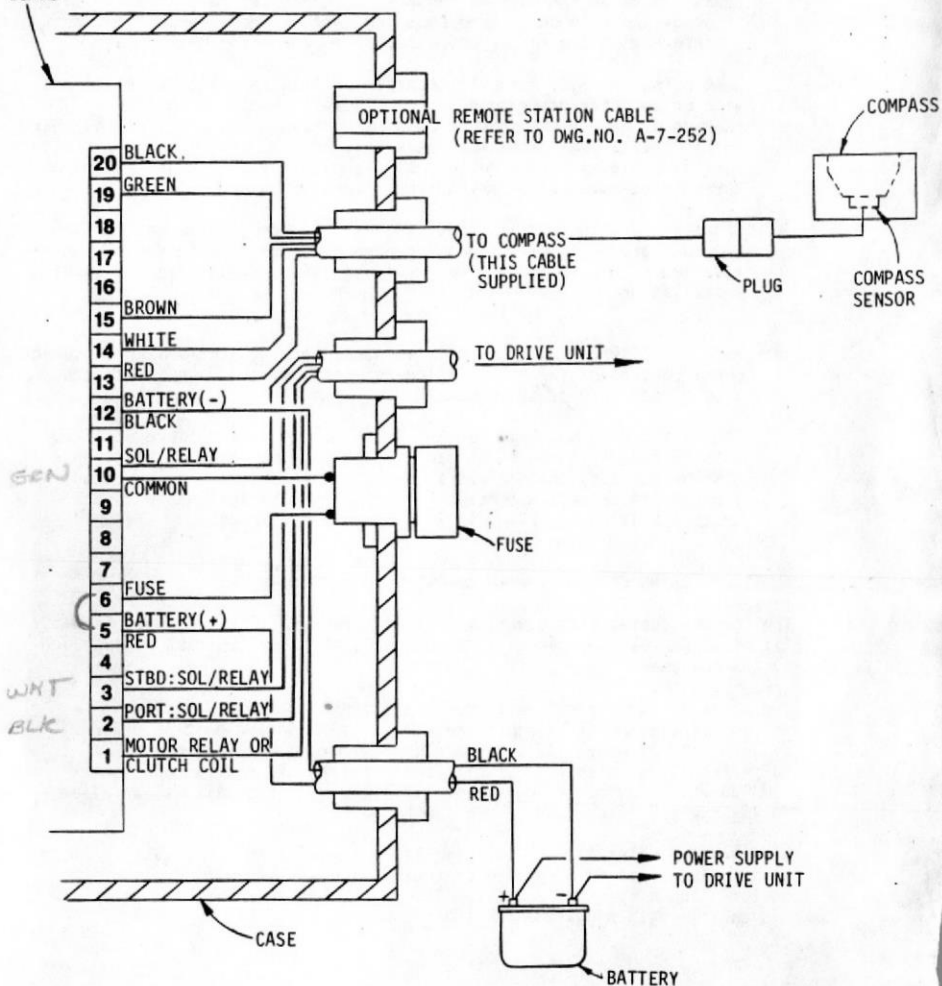 OPTIONAL REMOTE STATION CABLE
(REFER TO DWG.NO. A-7-252)
COMPASS
20 BLACK.
19 GREEN
18
17
16
15 BROWN
14 WHITE
13 RED
12 BATTERY(-)
BLACK
11
SOL/RELAY
10
COMMON
9
8
7
6 FUSE
5 BATTERY(+)
RED
4
3 STBD:SOL/RELAY
2 PORT:SOL/RELAY
1 MOTOR RELAY OR
CLUTCH COIL
WHT
BLK
TO COMPASS
(THIS CABLE
SUPPLIED)
PLUG
COMPASS
SENSOR
TO DRIVE UNIT
FUSE
BLACK
RED
POWER SUPPLY
TO DRIVE UNIT
+
-
CASE
BATTERY